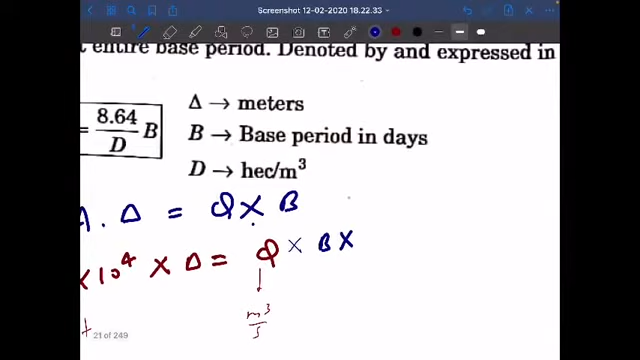 Screenshot 12-02-2020 18.22.33
entire base period. Denoted by and expressed in
= 8.64/D B
Δ → meters
B → Base period in days
D → hec/m³
A . Δ = Q × B
× 10⁴ × Δ = Q × B ×
m³/s
21 of 249